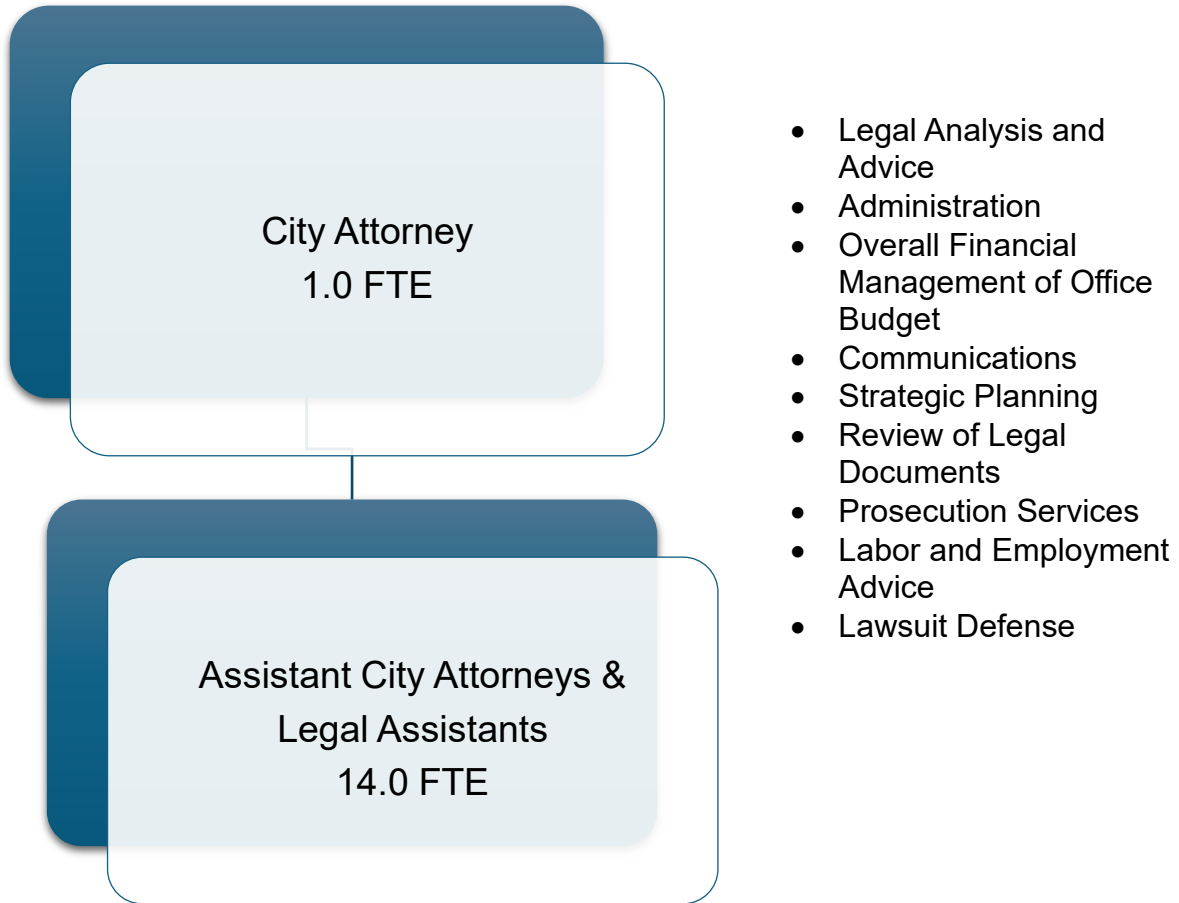 City Attorney
1.0 FTE
Assistant City Attorneys &
Legal Assistants
14.0 FTE
• Legal Analysis and
Advice
• Administration
• Overall Financial
Management of Office
Budget
• Communications
• Strategic Planning
• Review of Legal
Documents
• Prosecution Services
• Labor and Employment
Advice
• Lawsuit Defense